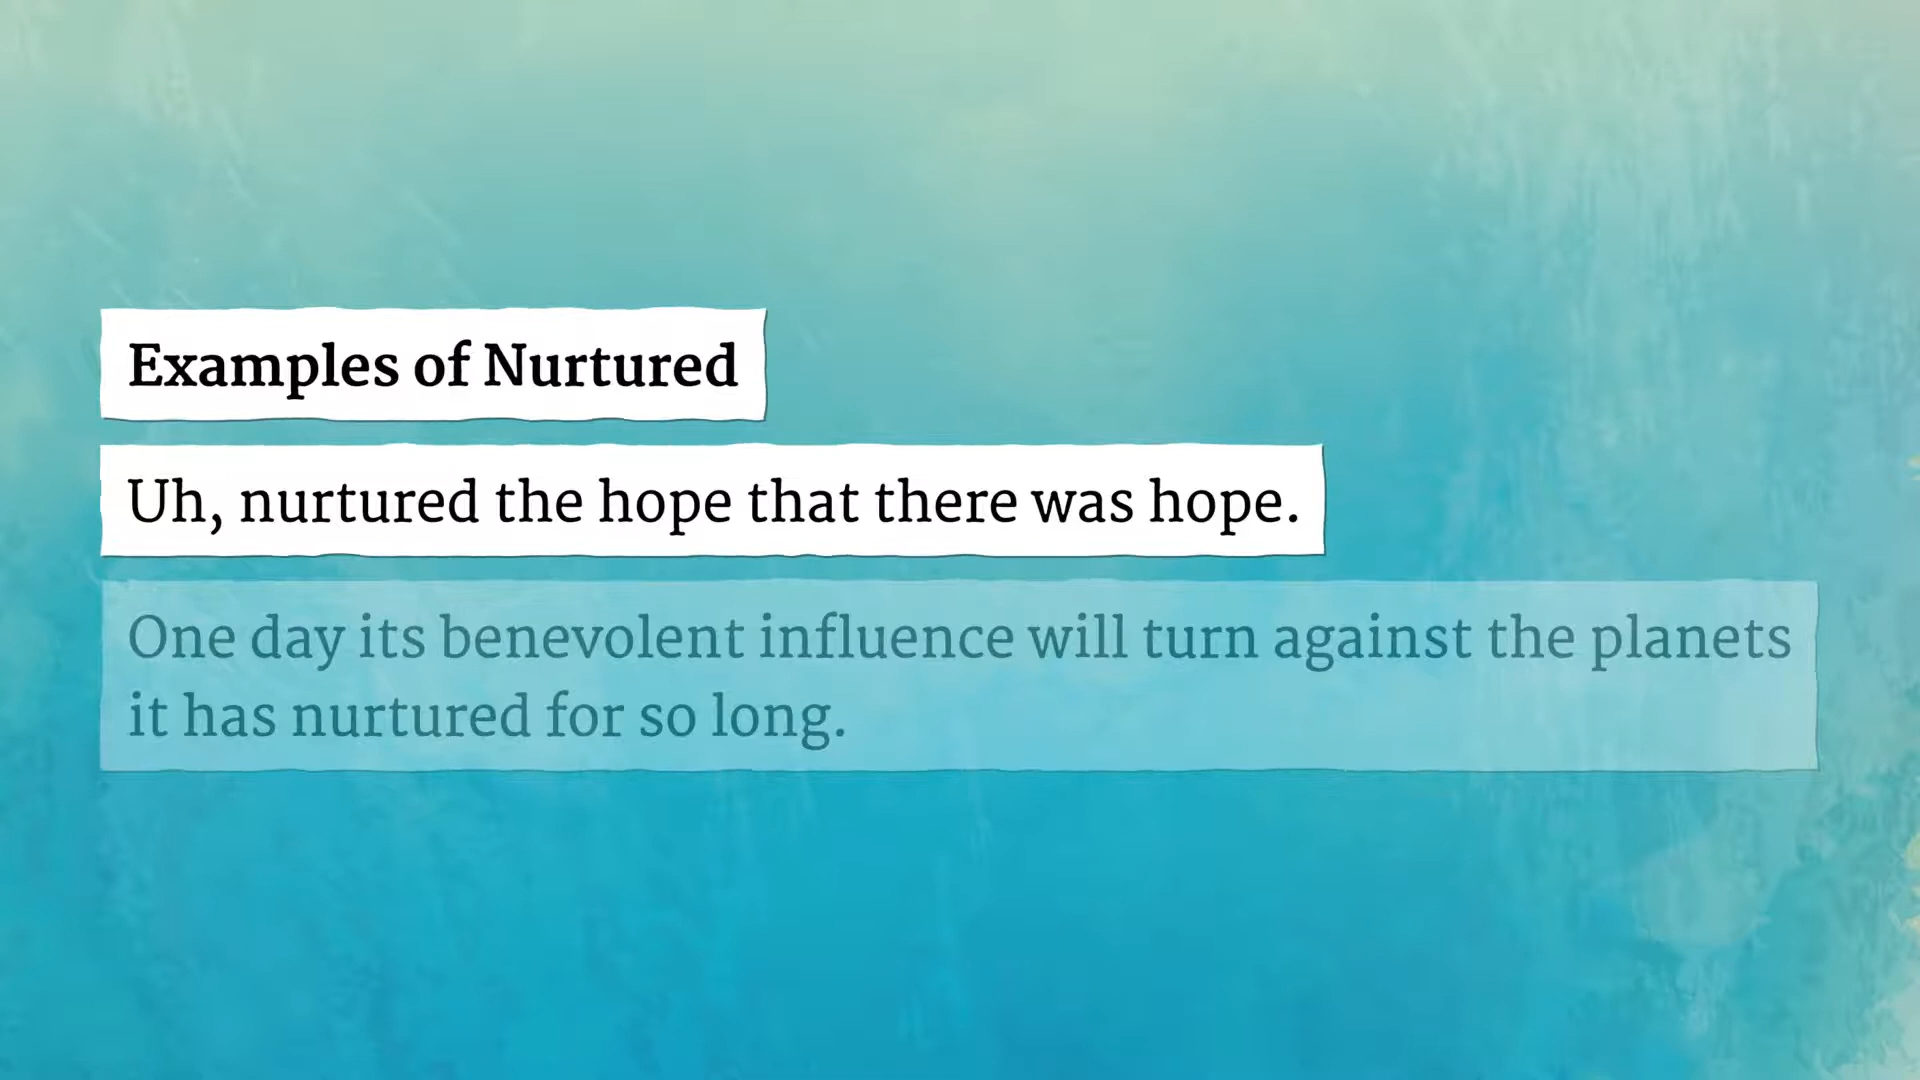 Examples of Nurtured
Uh, nurtured the hope that there was hope.
One day its benevolent influence will turn against the planets
it has nurtured for so long.